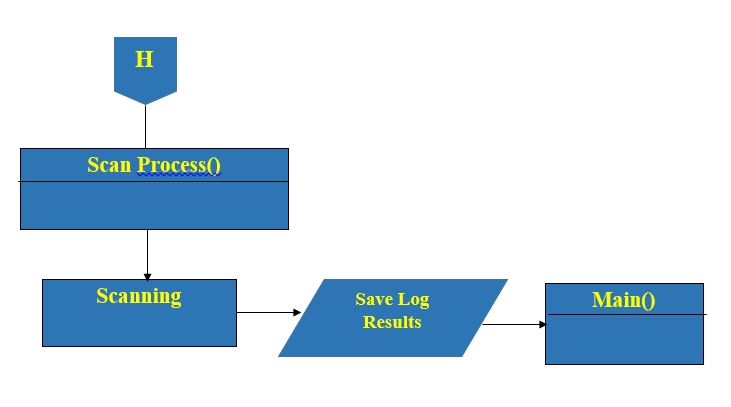 H
Scan Process()
Scanning
Save Log
Results
Main()